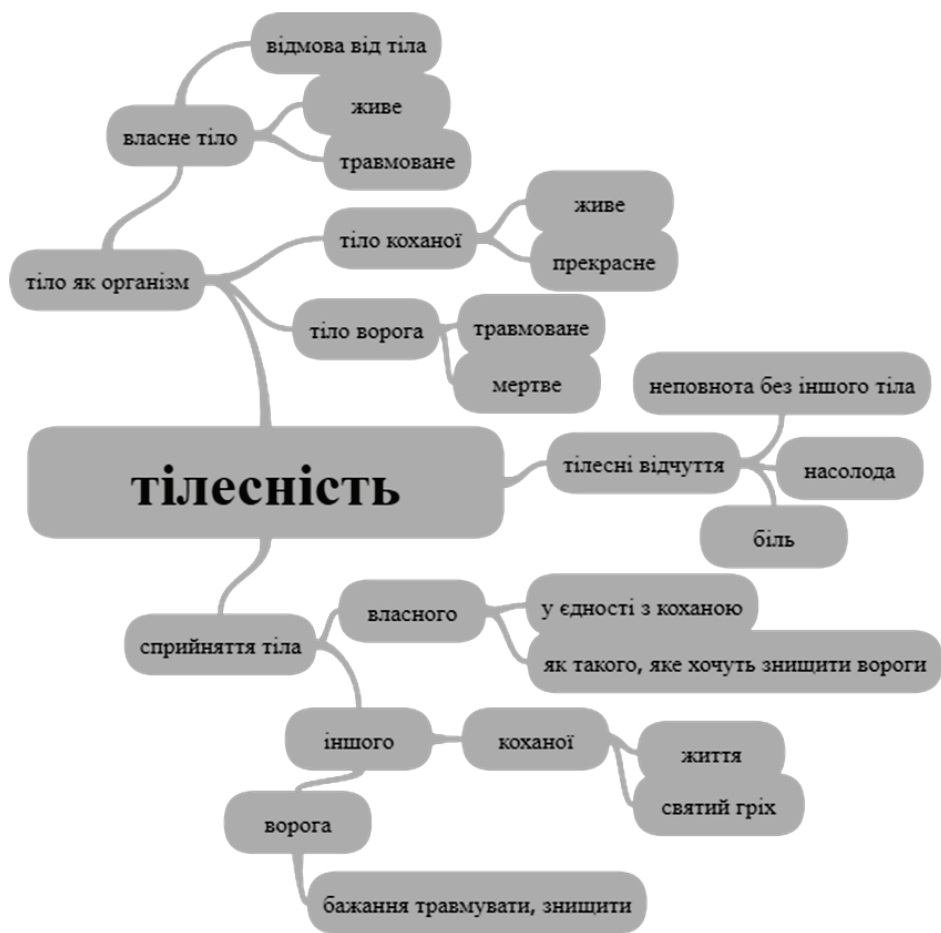 відмова від тіла
живе
власне тіло
травмоване
живе
тіло коханої
прекрасне
тіло як організм
тіло ворога
травмоване
мертве
неповнота без іншого тіла
тілесність
тілесні відчуття
насолода
біль
власного
у єдності з коханою
сприйняття тіла
як такого, яке хочуть знищити вороги
іншого
коханої
життя
святий гріх
ворога
бажання травмувати, знищити